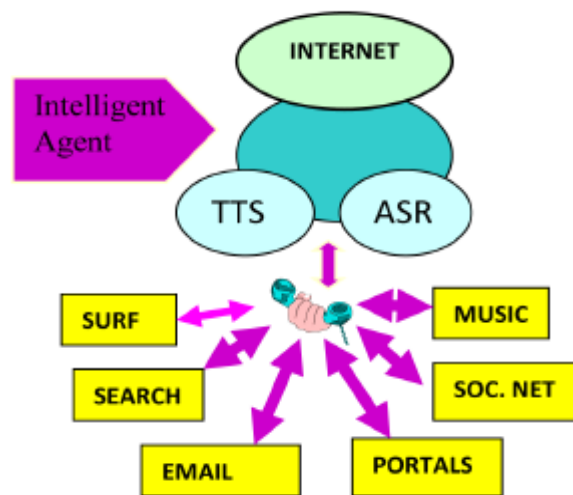 INTERNET
Intelligent
Agent
TTS
ASR
SURF
MUSIC
SEARCH
SOC. NET
EMAIL
PORTALS